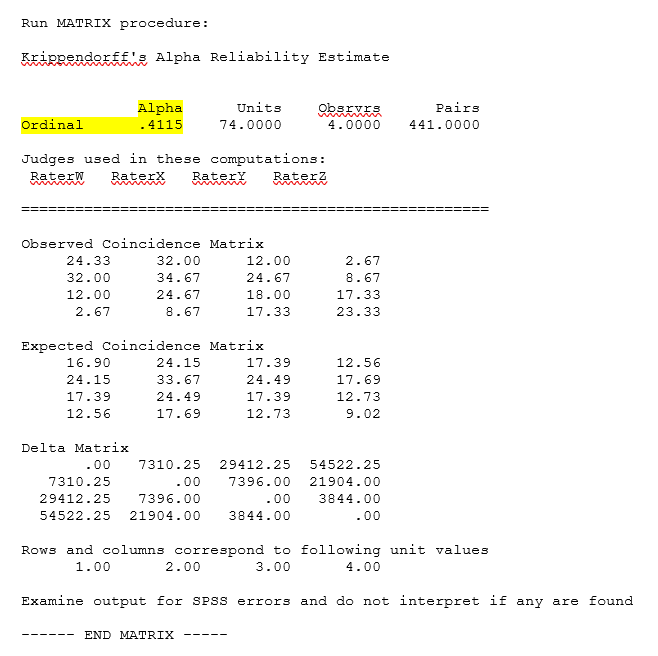 Run MATRIX procedure:
Krippendorff's Alpha Reliability Estimate
Alpha Units Obsrvrs Pairs
Ordinal .4115 74.0000 4.0000 441.0000
Judges used in these computations:
RaterW RaterX RaterY RaterZ
====================================================
Observed Coincidence Matrix
24.33 32.00 12.00 2.67
32.00 34.67 24.67 8.67
12.00 24.67 18.00 17.33
2.67 8.67 17.33 23.33
Expected Coincidence Matrix
16.90 24.15 17.39 12.56
24.15 33.67 24.49 17.69
17.39 24.49 17.39 12.73
12.56 17.69 12.73 9.02
Delta Matrix
.00 7310.25 29412.25 54522.25
7310.25 .00 7396.00 21904.00
29412.25 7396.00 .00 3844.00
54522.25 21904.00 3844.00 .00
Rows and columns correspond to following unit values
1.00 2.00 3.00 4.00
Examine output for SPSS errors and do not interpret if any are found
------ END MATRIX -----